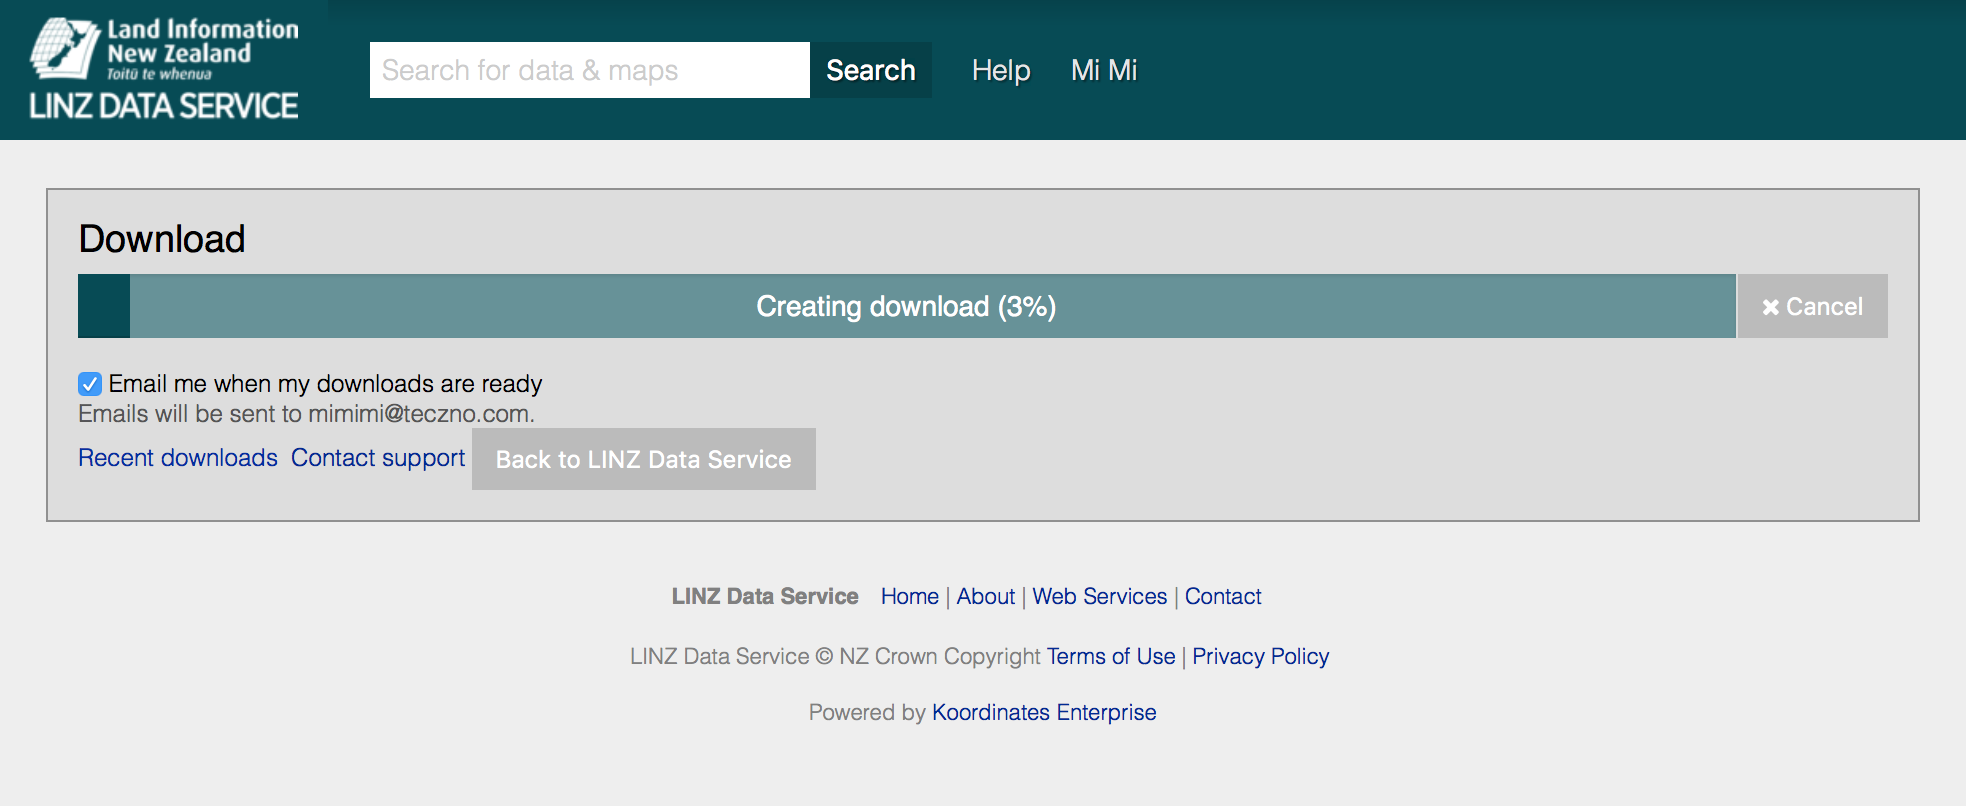 Land Information
New Zealand
Toitū te whenua
LINZ DATA SERVICE
Search for data & maps
Search
Help
Mi Mi
Download
Creating download (3%)
Cancel
Email me when my downloads are ready
Emails will be sent to mimimi@teczno.com.
Recent downloads Contact support Back to LINZ Data Service
LINZ Data Service Home | About | Web Services | Contact
LINZ Data Service © NZ Crown Copyright Terms of Use | Privacy Policy
Powered by Koordinates Enterprise